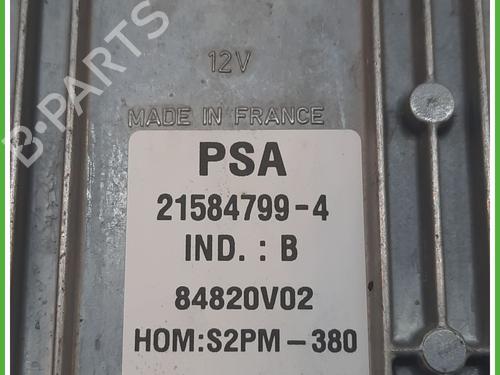 12V
MADE IN FRANCE
PSA
21584799-4
IND. : B
84820V02
HOM:S2PM-380
B-PARTS